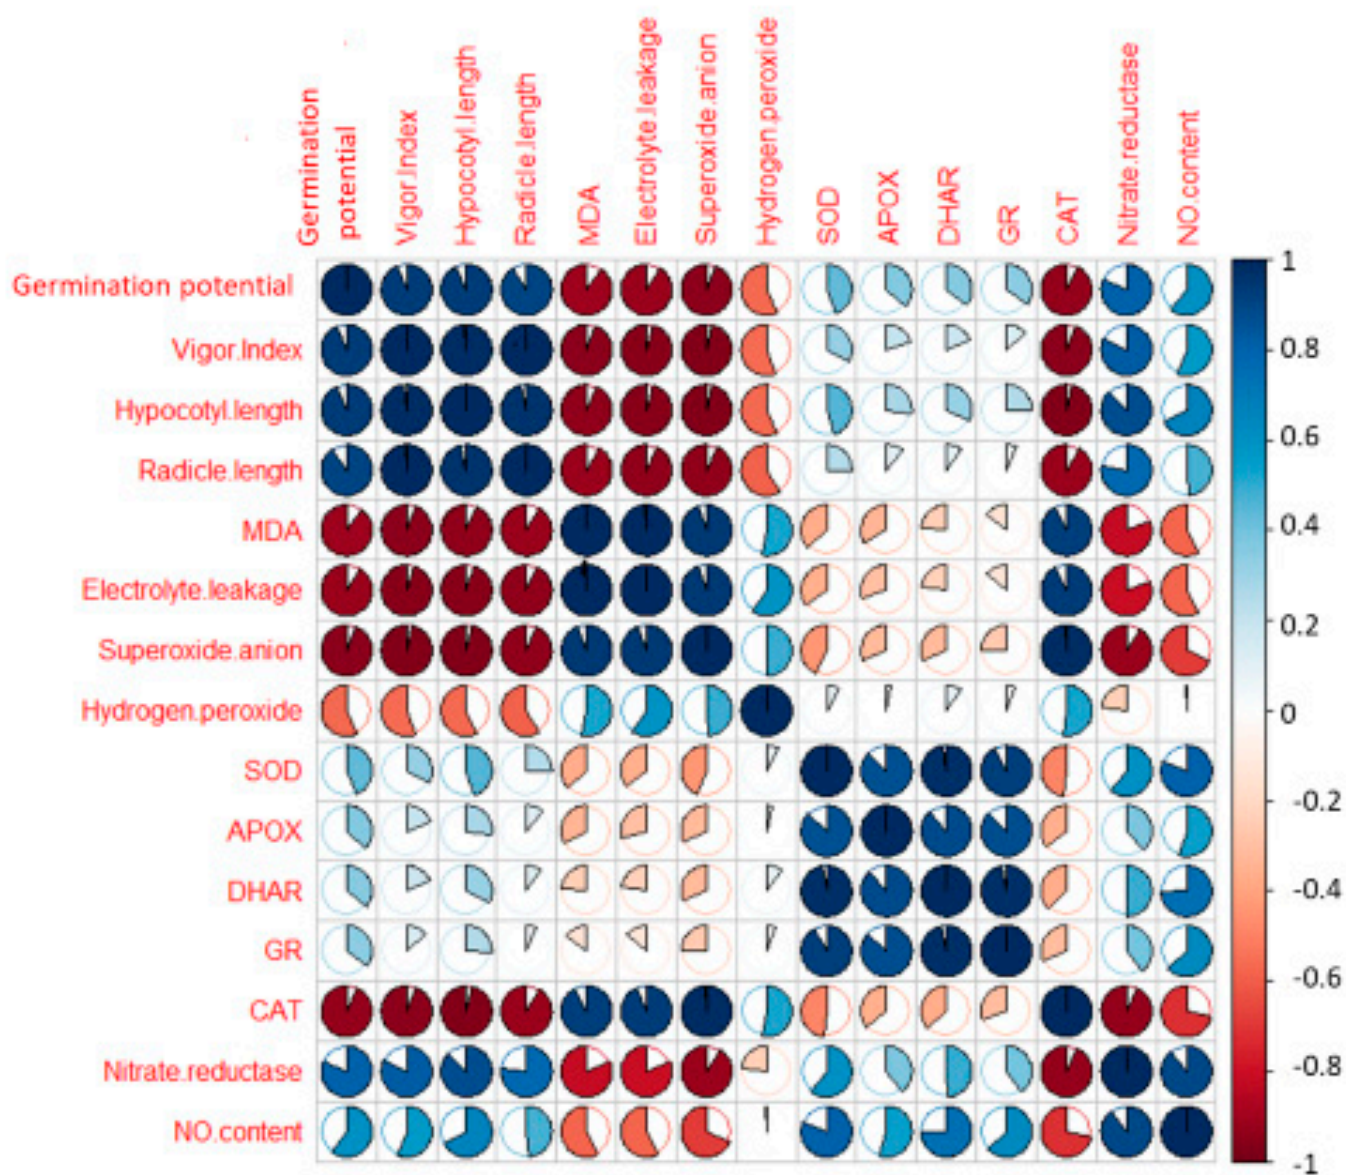 Germination
potential
Vigor.Index
Hypocotyl.length
Radicle.length
MDA
Electrolyte.leakage
Superoxide.anion
Hydrogen.peroxide
SOD
APOX
DHAR
GR
CAT
Nitrate.reductase
NO.content
Germination potential
Vigor.Index
Hypocotyl.length
Radicle.length
MDA
Electrolyte.leakage
Superoxide.anion
Hydrogen.peroxide
SOD
APOX
DHAR
GR
CAT
Nitrate.reductase
NO.content
1
0.8
0.6
0.4
0.2
0
-0.2
-0.4
-0.6
-0.8
-1